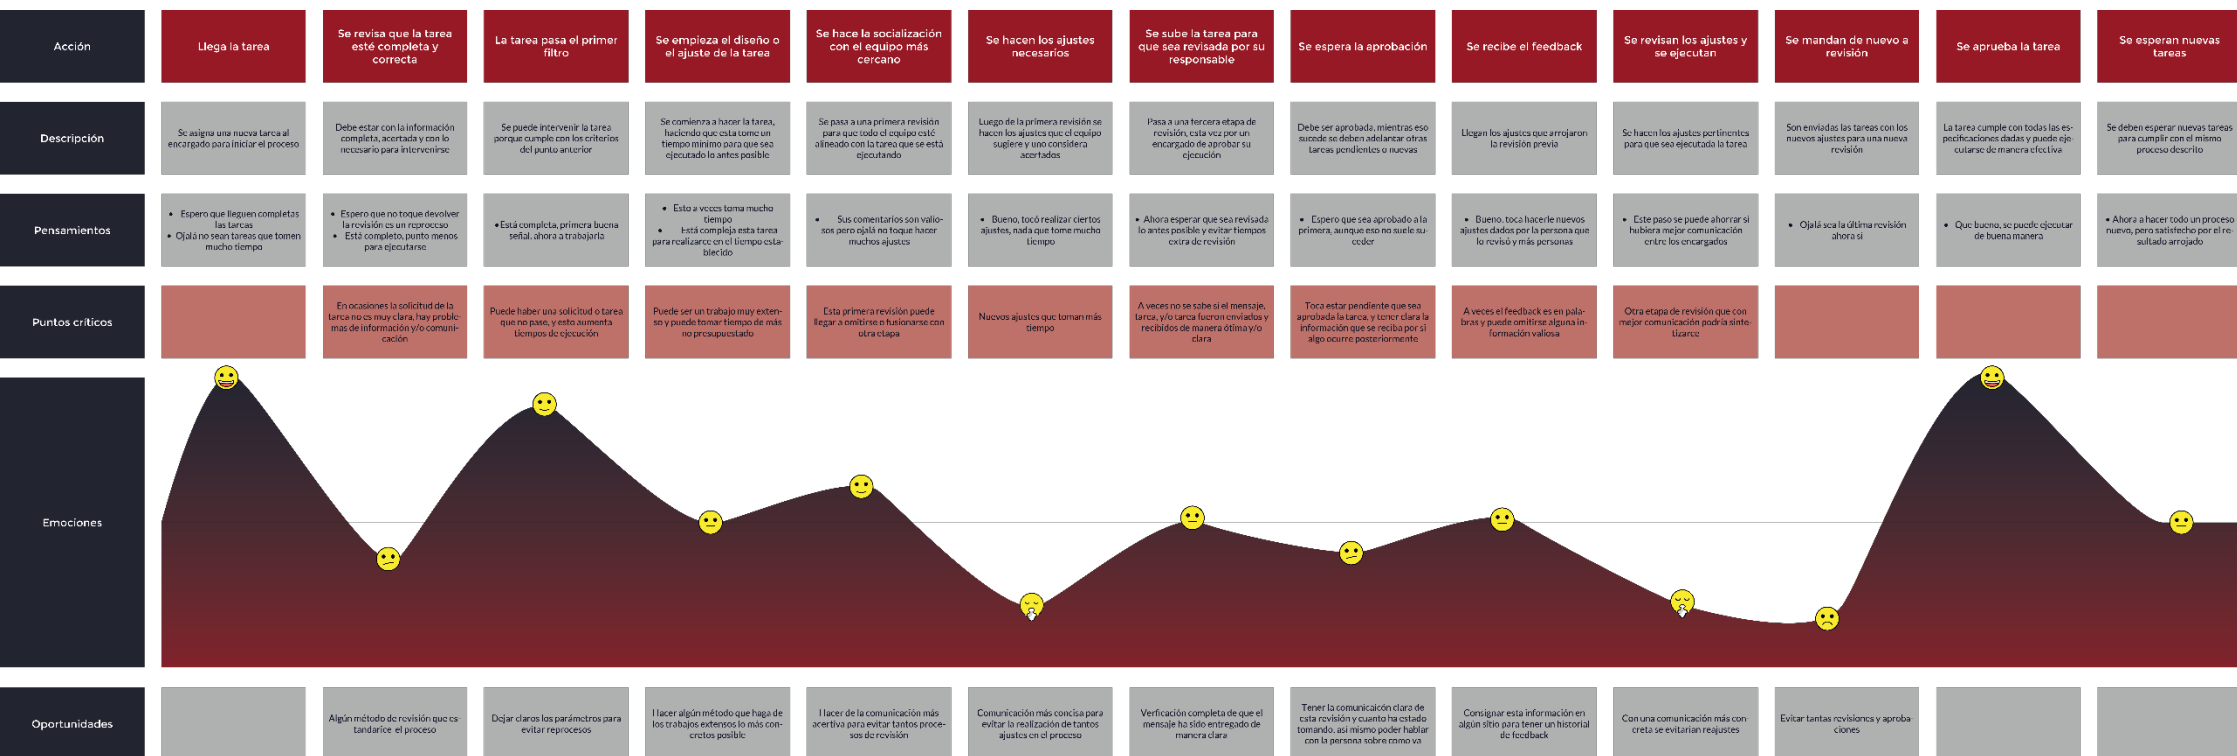 Acción
Llega la tarea
Se revisa que la tarea
esté completa y
correcta
La tarea pasa el primer
filtro
Se empieza el diseño o
el ajuste de la tarea
Se hace la socialización
con el equipo más
cercano
Se hacen los ajustes
necesarios
Se sube la tarea para
que sea revisada por su
responsable
Se espera la aprobación
Se recibe el feedback
Se revisan los ajustes y
se ejecutan
Se mandan de nuevo a
revisión
Se aprueba la tarea
Se esperan nuevas
tareas
Descripción
Se asigna una nueva tarea al
encargado para iniciar el proceso
Debe estar con la información
completa, acertada y con lo
necesario para intervenirse
Se puede intervenir la tarea
porque cumple con los criterios
del punto anterior
Se comienza a hacer la tarea,
haciendo que esta tome un
tiempo mínimo para que sea
ejecutado lo antes posible
Se pasa a una primera revisión
para que todo el equipo esté
alineado con la tarea que se está
ejecutando
Luego de la primera revisión se
hacen los ajustes que el equipo
sugiere y uno considera
acertados
Pasa a una tercera etapa de
revisión, esta vez por un
encargado de aprobar su
ejecución
Debe ser aprobada, mientras eso
sucede se deben adelantar otras
tareas pendientes o nuevas
Llegan los ajustes que arrojaron
la revisión previa
Se hacen los ajustes pertinentes
para que sea ejecutada la tarea
Son enviadas las tareas con los
nuevos ajustes para una nueva
revisión
La tarea cumple con todas las es-
pecificaciones dadas y puede eje-
cutarse de manera efectiva
Se deben esperar nuevas tareas
para cumplir con el mismo
proceso descrito
Pensamientos
• Espero que lleguen completas
las tareas
• Ojalá no sean tareas que tomen
mucho tiempo
• Espero que no toque devolver
la revisión es un reproceso
• Está completo, punto menos
para ejecutarse
• Está completa, primera buena
señal, ahora a trabajarla
• Esto a veces toma mucho
tiempo
• Está compleja esta tarea
para realizarce en el tiempo esta-
blecido
• Sus comentarios son valio-
sos pero ojalá no toque hacer
muchos ajustes
• Bueno, tocó realizar ciertos
ajustes, nada que tome mucho
tiempo
• Ahora esperar que sea revisada
lo antes posible y evitar tiempos
extra de revisión
• Espero que sea aprobado a la
primera, aunque eso no suele su-
ceder
• Bueno, toca hacerle nuevos
ajustes dados por la persona que
lo revisó y más personas
• Este paso se puede ahorrar si
hubiera mejor comunicación
entre los encargados
• Ojalá sea la última revisión
ahora si
• Que bueno, se puede ejecutar
de buena manera
• Ahora a hacer todo un proceso
nuevo, pero satisfecho por el re-
sultado arrojado
Puntos críticos
En ocasiones la solicitud de la
tarea no es muy clara, hay proble-
mas de información y/o comuni-
cación
Puede haber una solicitud o tarea
que no pase, y esto aumenta
tiempos de ejecución
Puede ser un trabajo muy exten-
so y puede tomar tiempo de más
no presupuestado
Esta primera revisión puede
llegar a omitirse o fusionarse con
otra etapa
Nuevos ajustes que toman más
tiempo
A veces no se sabe si el mensaje,
tarea, y/o tarea fueron enviados y
recibidos de manera ótima y/o
clara
Toca estar pendiente que sea
aprobada la tarea, y tener clara la
información que se reciba por si
algo ocurre posteriormente
A veces el feedback es en pala-
bras y puede omitirse alguna in-
formación valiosa
Otra etapa de revisión que con
mejor comunicación podría sinte-
tizarce
Emociones
Oportunidades
Algún método de revisión que es-
tandarice el proceso
Dejar claros los parámetros para
evitar reprocesos
Hacer algún método que haga de
los trabajos extensos lo más con-
cretos posible
Hacer de la comunicación más
acertiva para evitar tantos proce-
sos de revisión
Comunicación más concisa para
evitar la realización de tantos
ajustes en el proceso
Verficación completa de que el
mensaje ha sido entregado de
manera clara
Tener la comunicaicón clara de
esta revisión y cuanto ha estado
tomando, asi mismo poder hablar
con la persona sobre como va
Consignar esta información en
algún sitio para tener un historial
de feedback
Con una comunicación más con-
creta se evitarian reajustes
Evitar tantas revisiones y aproba-
ciones